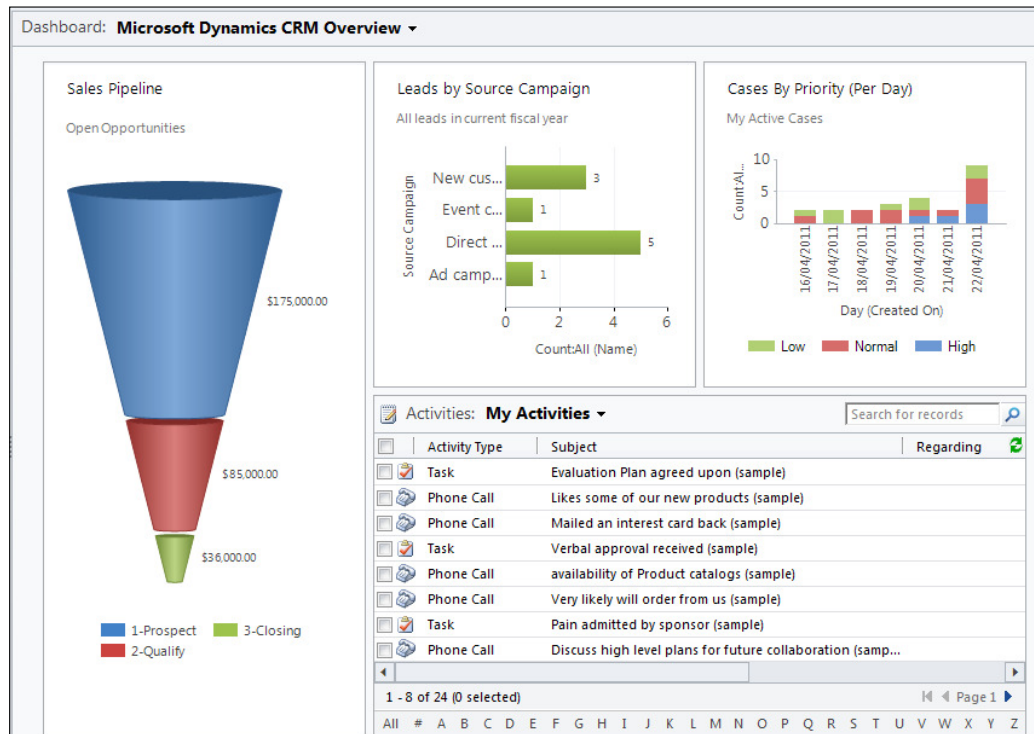 Dashboard: Microsoft Dynamics CRM Overview
Sales Pipeline
Open Opportunities
$175,000.00
$85,000.00
$36,000.00
1-Prospect 3-Closing
2-Qualify
Leads by Source Campaign
All leads in current fiscal year
Source Campaign
New cus... 3
Event c... 1
Direct ... 5
Ad camp... 1
0 2 4 6
Count:All (Name)
Cases By Priority (Per Day)
My Active Cases
Count:Al...
10
5
0
16/04/2011
17/04/2011
18/04/2011
19/04/2011
20/04/2011
21/04/2011
22/04/2011
Day (Created On)
Low Normal High
Activities: My Activities Search for records
Activity Type Subject Regarding
Task Evaluation Plan agreed upon (sample)
Phone Call Likes some of our new products (sample)
Phone Call Mailed an interest card back (sample)
Task Verbal approval received (sample)
Phone Call availability of Product catalogs (sample)
Phone Call Very likely will order from us (sample)
Task Pain admitted by sponsor (sample)
Phone Call Discuss high level plans for future collaboration (samp...
1 - 8 of 24 (0 selected) Page 1
All # A B C D E F G H I J K L M N O P Q R S T U V W X Y Z